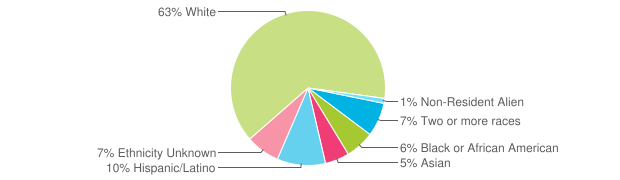 63% White
1% Non-Resident Alien
7% Two or more races
6% Black or African American
5% Asian
7% Ethnicity Unknown
10% Hispanic/Latino